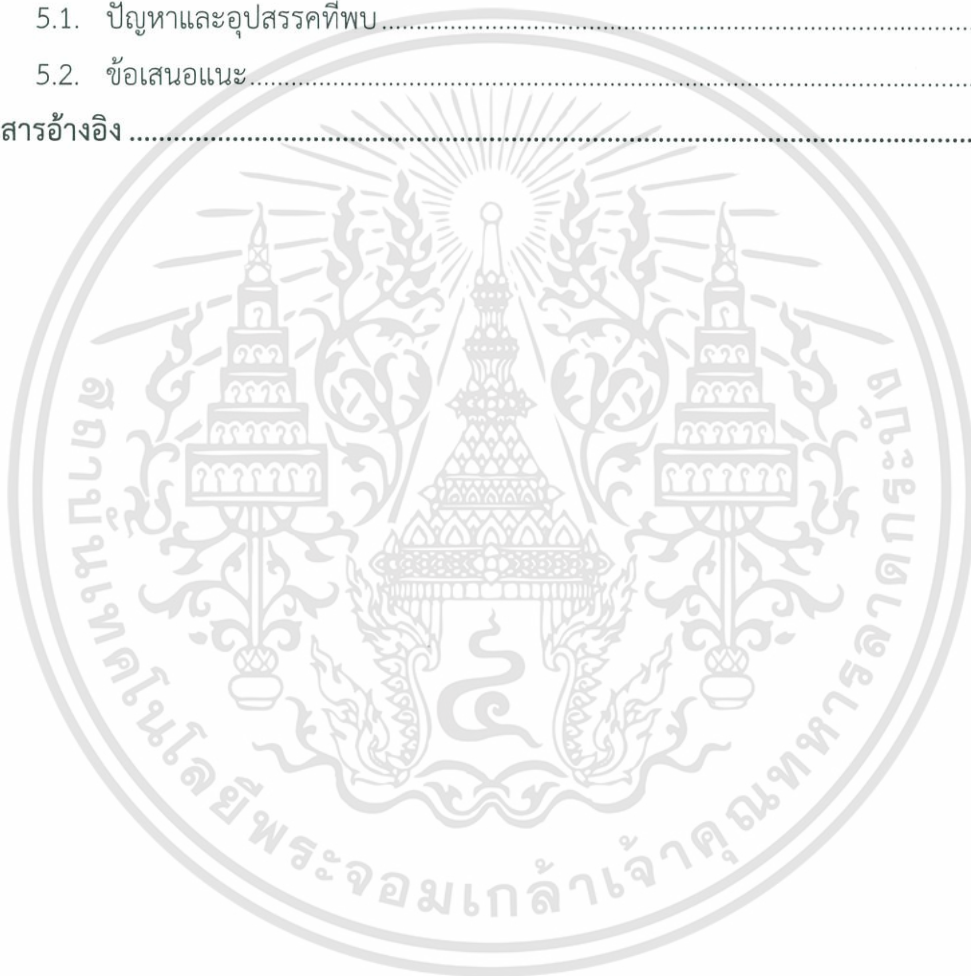 5.1. ปัญหาและอุปสรรคที่พบ
5.2. ข้อเสนอแนะ
สารอ้างอิง
สถาบันเทคโนโลยีพระจอมเกล้าเจ้าคุณทหารลาดกระบัง
๔